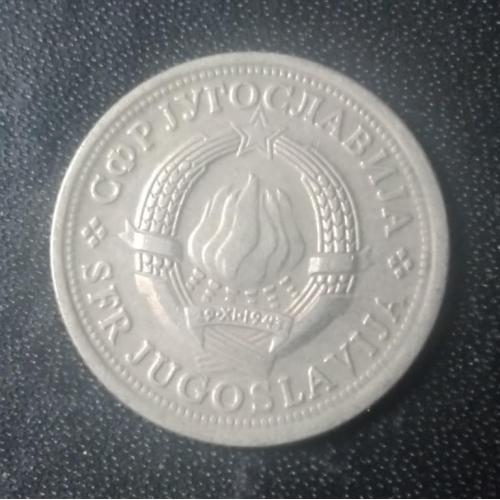 СФР ЈУГОСЛАВИЈА
SFR JUGOSLAVIJA
29·XI·1943